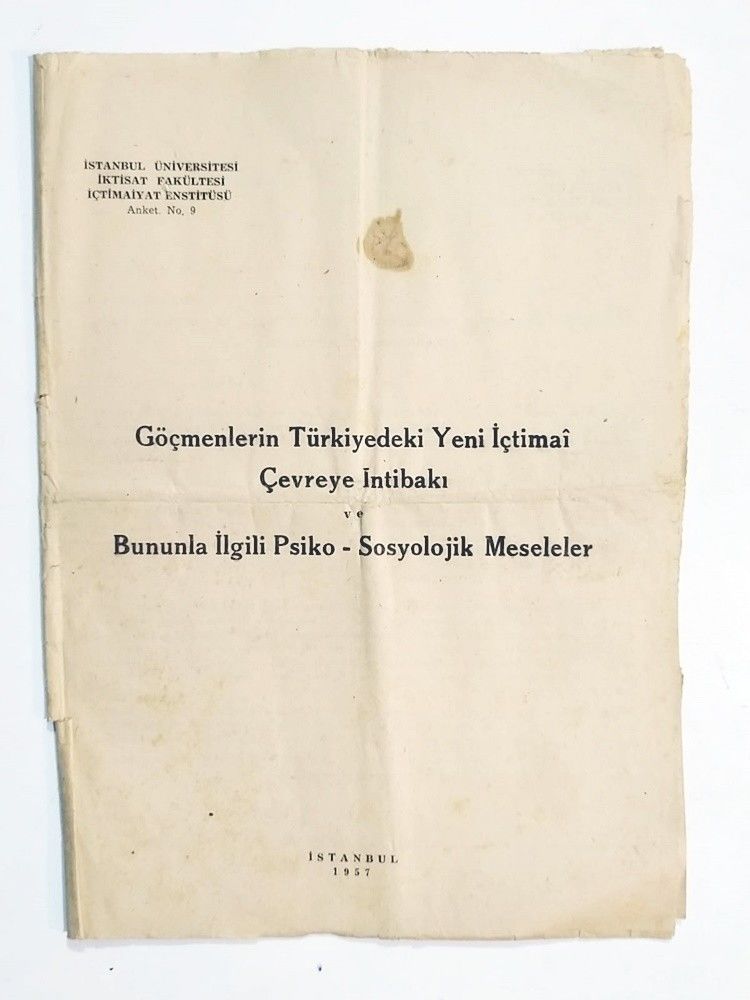 İSTANBUL ÜNİVERSİTESİ
İKTİSAT FAKÜLTESİ
İÇTİMAİYAT ENSTİTÜSÜ
Anket. No, 9
Göçmenlerin Türkiyedeki Yeni İçtimaî
Çevreye İntibakı
ve
Bununla İlgili Psiko - Sosyolojik Meseleler
İSTANBUL
1957